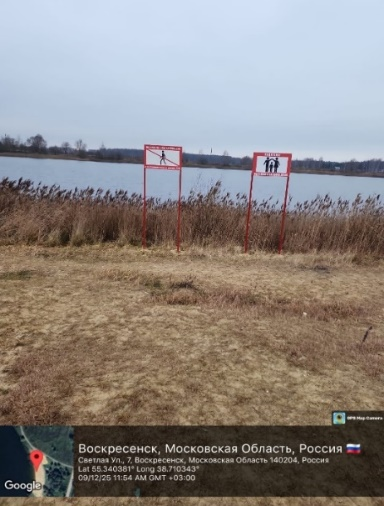 GPS Map Camera
Воскресенск, Московская Область, Россия
Светлая Ул., 7, Воскресенск, Московская Область 140204, Россия
Lat 55.340381° Long 38.710343°
09/12/25 11:54 AM GMT +03:00
Google